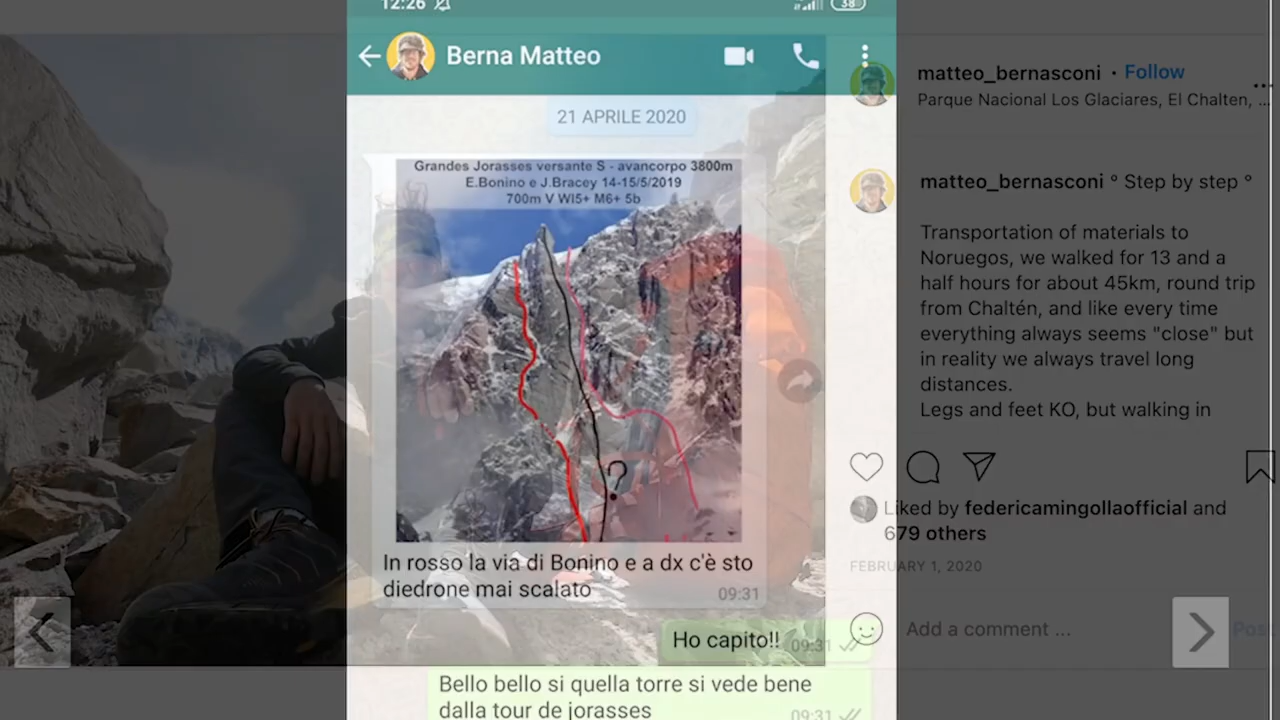 12:26
38
Berna Matteo
21 APRILE 2020
Grandes Jorasses versante S - avancorpo 3800m
E.Bonino e J.Bracey 14-15/5/2019
700m V WI5+ M6+ 5b
?
In rosso la via di Bonino e a dx c'è sto
diedrone mai scalato
09:31
Ho capito!!
09:31
Bello bello si quella torre si vede bene
dalla tour de jorasses
09:31
matteo_bernasconi · Follow
Parque Nacional Los Glaciares, El Chalten, ...
matteo_bernasconi ° Step by step °
Transportation of materials to
Noruegos, we walked for 13 and a
half hours for about 45km, round trip
from Chaltén, and like every time
everything always seems "close" but
in reality we always travel long
distances.
Legs and feet KO, but walking in
Liked by federicamingollaofficial and
679 others
FEBRUARY 1, 2020
Add a comment ...
Post